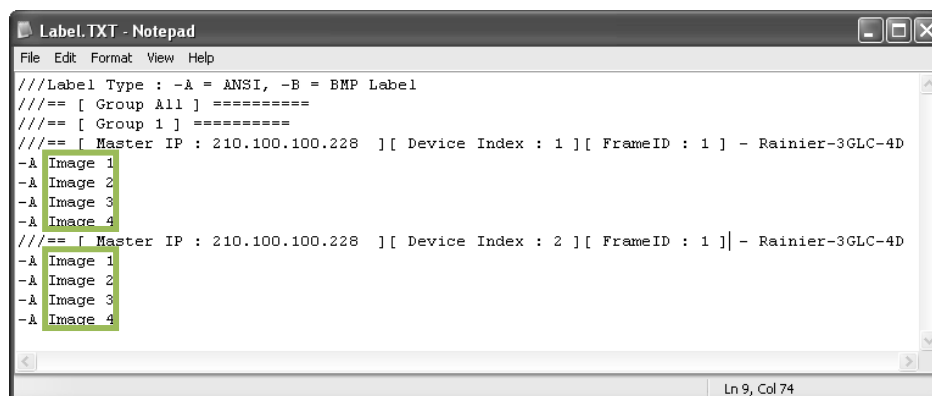 Label.TXT - Notepad
File Edit Format View Help
///Label Type : -A = ANSI, -B = BMP Label
///== [ Group All ] ==========
///== [ Group 1 ] ==========
///== [ Master IP : 210.100.100.228  ][ Device Index : 1 ][ FrameID : 1 ] - Rainier-3GLC-4D
-A Image 1
-A Image 2
-A Image 3
-A Image 4
///== [ Master IP : 210.100.100.228  ][ Device Index : 2 ][ FrameID : 1 ] - Rainier-3GLC-4D
-A Image 1
-A Image 2
-A Image 3
-A Image 4
Ln 9, Col 74